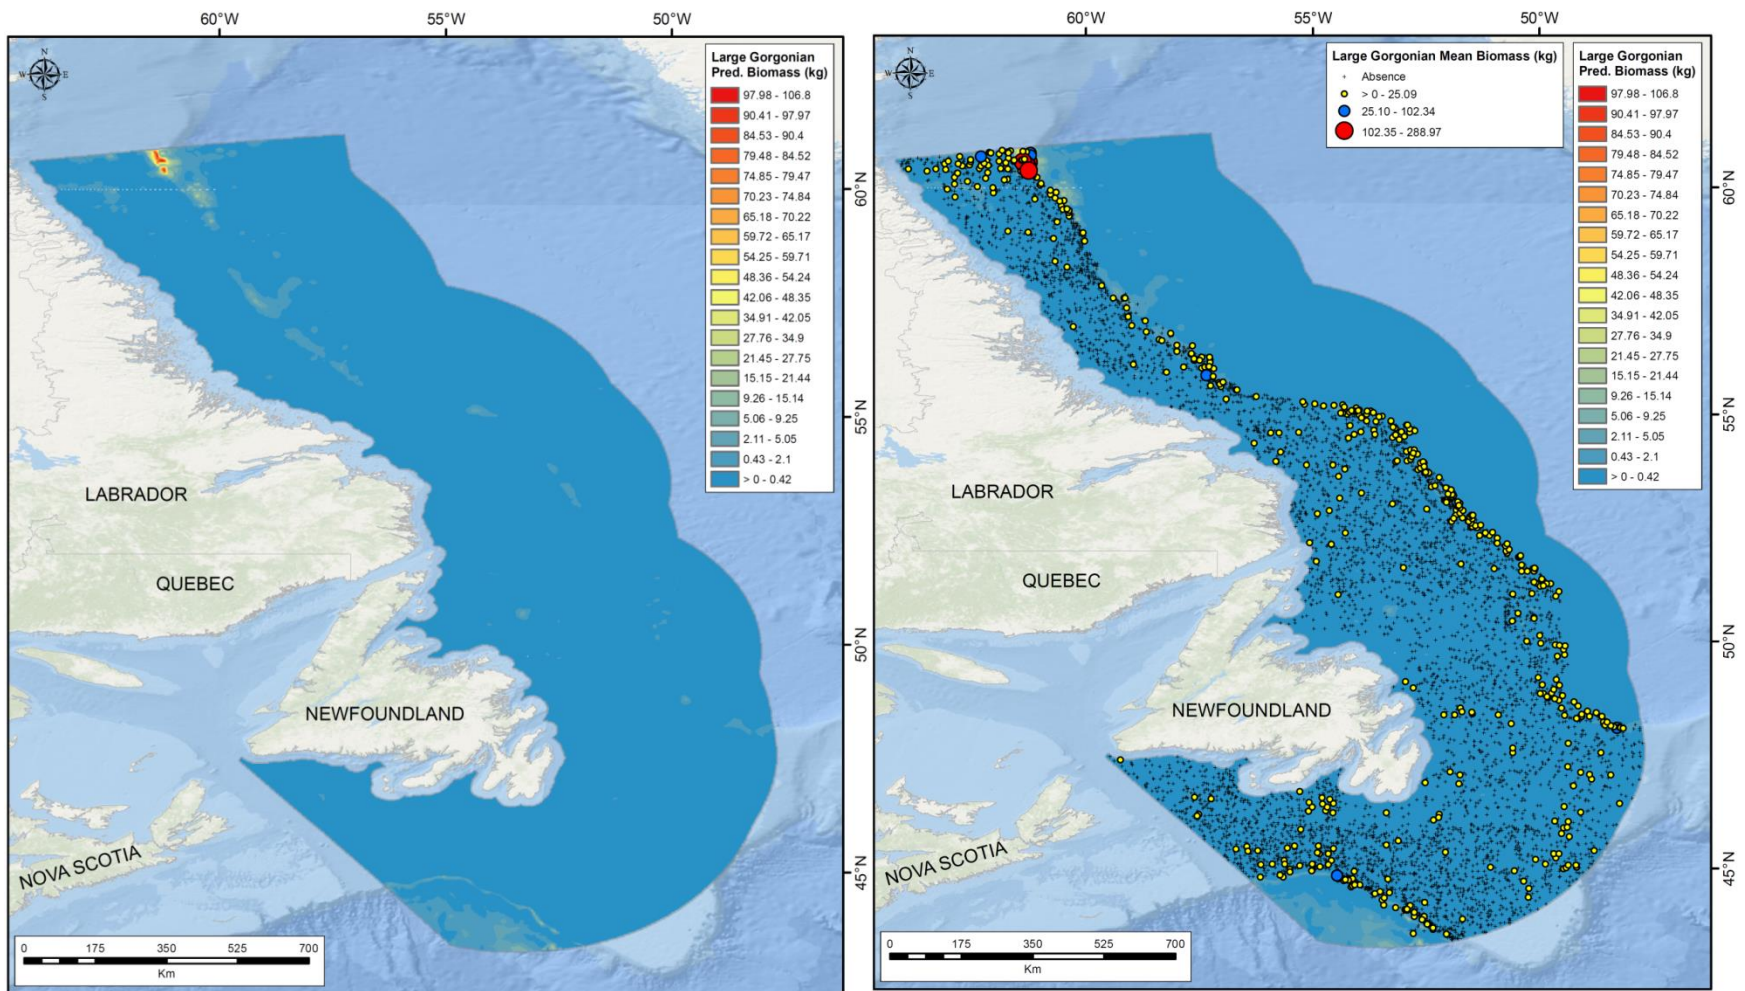 60°W 55°W 50°W
N
W E
S
Large Gorgonian
Pred. Biomass (kg)
97.98 - 106.8
90.41 - 97.97
84.53 - 90.4
79.48 - 84.52
74.85 - 79.47
70.23 - 74.84
65.18 - 70.22
59.72 - 65.17
54.25 - 59.71
48.36 - 54.24
42.06 - 48.35
34.91 - 42.05
27.76 - 34.9
21.45 - 27.75
15.15 - 21.44
9.26 - 15.14
5.06 - 9.25
2.11 - 5.05
0.43 - 2.1
> 0 - 0.42
60°N
55°N
50°N
45°N
LABRADOR
QUEBEC
NEWFOUNDLAND
NOVA SCOTIA
0 175 350 525 700
Km
60°W 55°W 50°W
N
W E
S
Large Gorgonian Mean Biomass (kg)
Absence
> 0 - 25.09
25.10 - 102.34
102.35 - 288.97
Large Gorgonian
Pred. Biomass (kg)
97.98 - 106.8
90.41 - 97.97
84.53 - 90.4
79.48 - 84.52
74.85 - 79.47
70.23 - 74.84
65.18 - 70.22
59.72 - 65.17
54.25 - 59.71
48.36 - 54.24
42.06 - 48.35
34.91 - 42.05
27.76 - 34.9
21.45 - 27.75
15.15 - 21.44
9.26 - 15.14
5.06 - 9.25
2.11 - 5.05
0.43 - 2.1
> 0 - 0.42
60°N
55°N
50°N
45°N
LABRADOR
QUEBEC
NEWFOUNDLAND
NOVA SCOTIA
0 175 350 525 700
Km